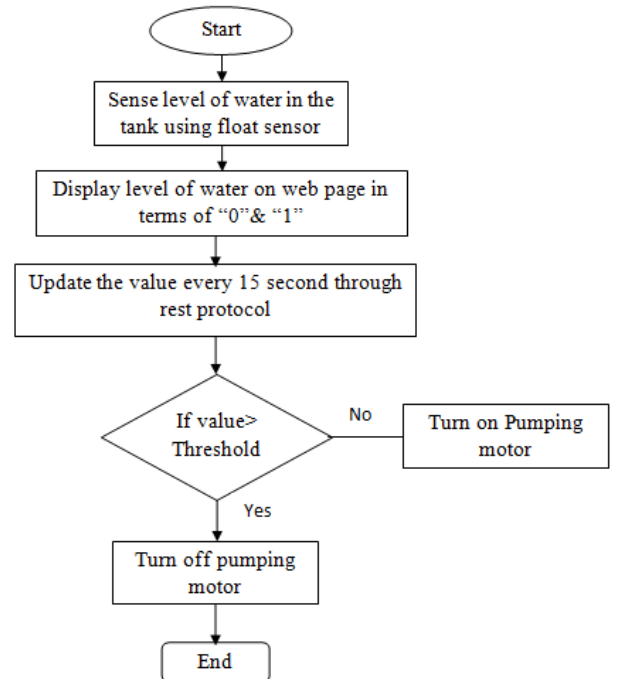 Start
Sense level of water in the
tank using float sensor
Display level of water on web page in
terms of “0”& “1”
Update the value every 15 second through
rest protocol
If value>
Threshold
No
Turn on Pumping
motor
Yes
Turn off pumping
motor
End